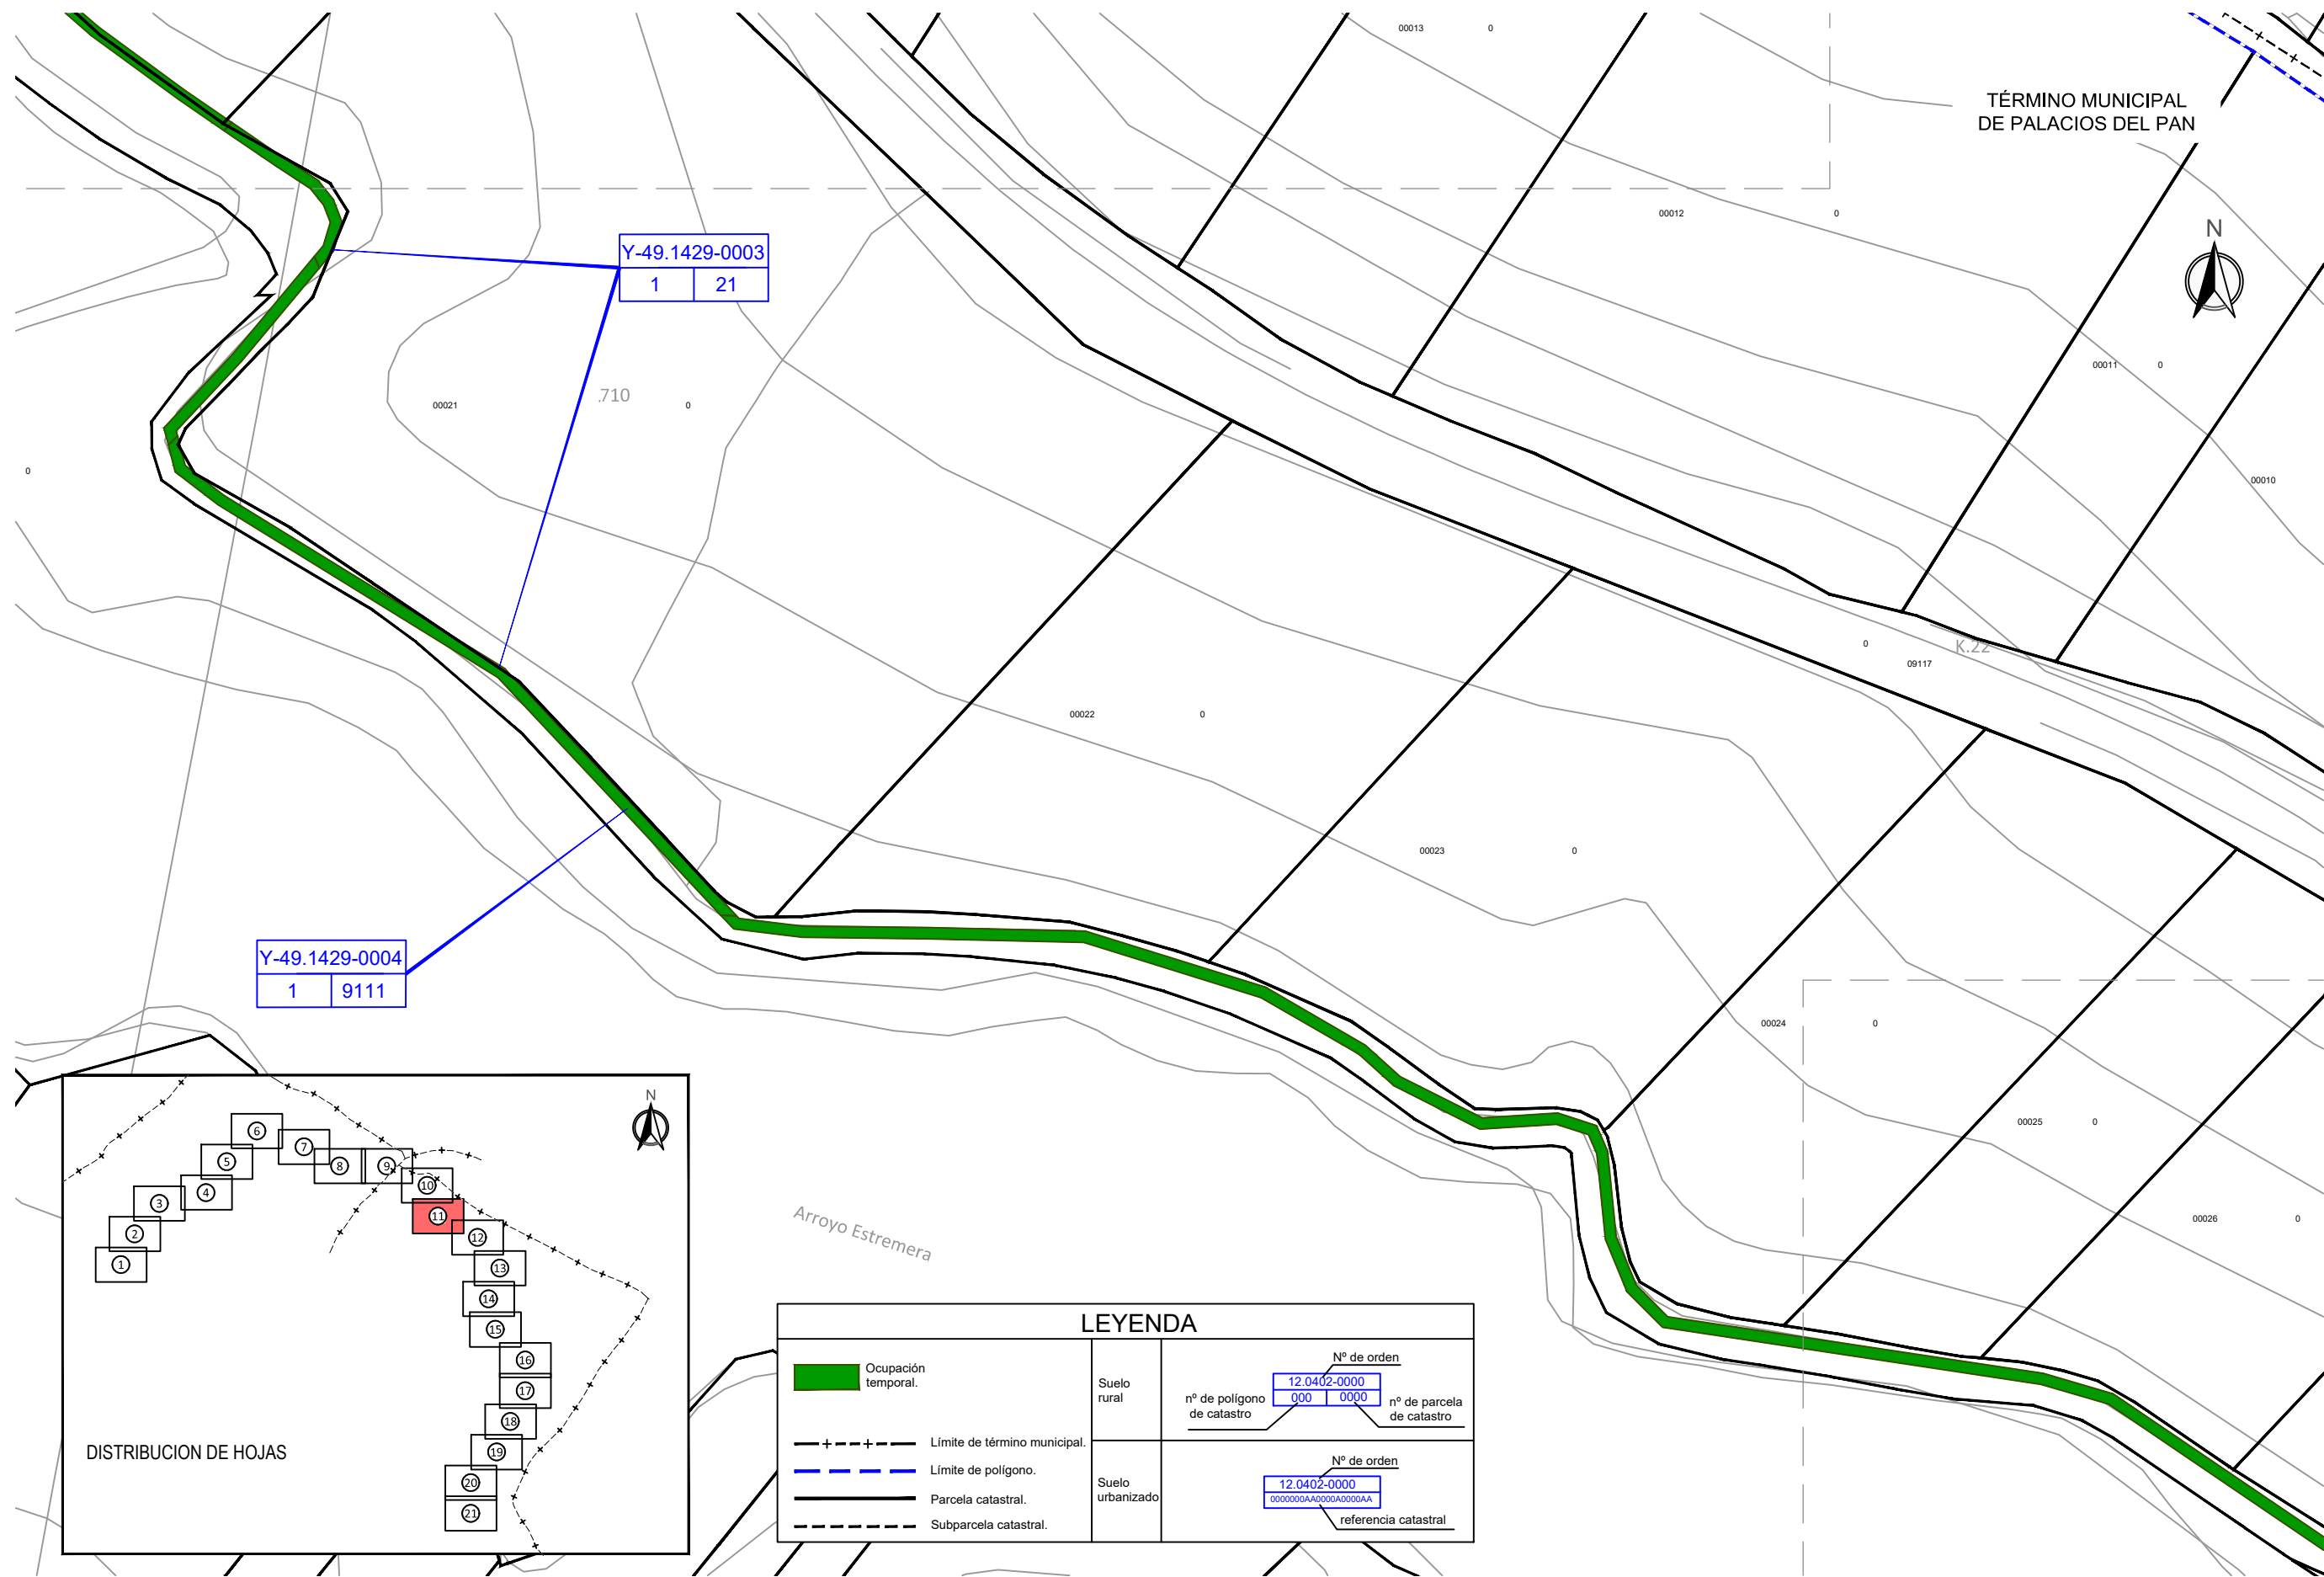 00013 0
TÉRMINO MUNICIPAL
DE PALACIOS DEL PAN
00012 0
N
Y-49.1429-0003
1 21
00011 0
.710
00021 0
0
00010
0
K.22
09117
00022 0
00023 0
Y-49.1429-0004
1 9111
00024 0
00025 0
00026 0
Arroyo Estremera
N
6
7
5
8
9
4
10
3
11
2
12
1
13
14
15
16
17
18
19
20
21
DISTRIBUCION DE HOJAS
LEYENDA
Ocupación
temporal.
Límite de término municipal.
Límite de polígono.
Parcela catastral.
Subparcela catastral.
Suelo
rural
Nº de orden
12.0402-0000
000 0000
nº de polígono
de catastro
nº de parcela
de catastro
Suelo
urbanizado
Nº de orden
12.0402-0000
0000000AA0000A0000AA
referencia catastral